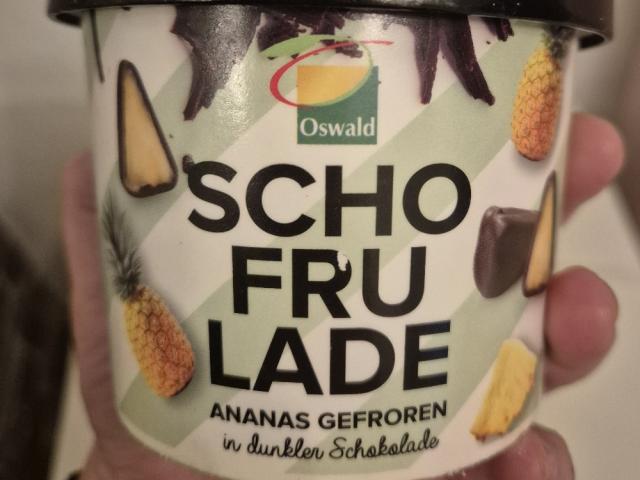 Oswald
SCHO
FRU
LADE
ANANAS GEFROREN
in dunkler Schokolade